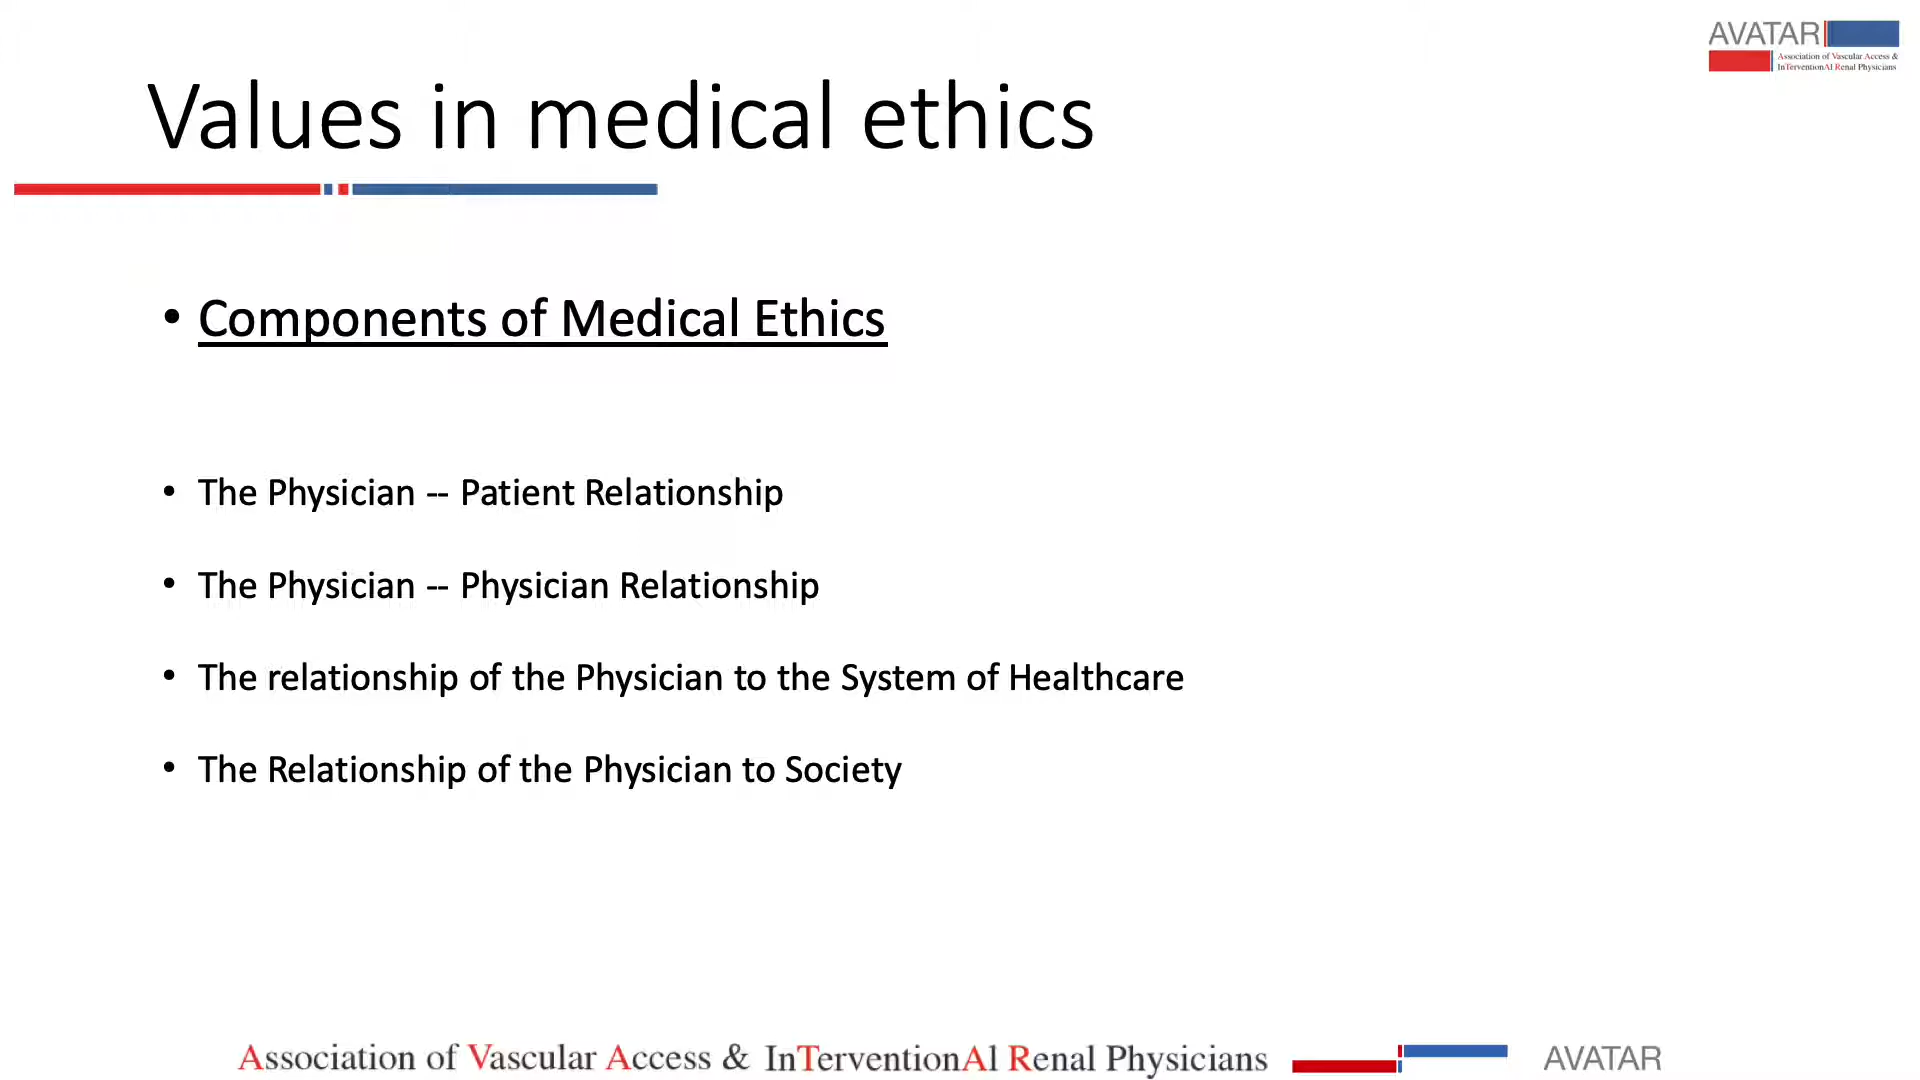 AVATAR
Association of Vascular Access &
InTerventionAl Renal Physicians
Values in medical ethics
• Components of Medical Ethics
• The Physician -- Patient Relationship
• The Physician -- Physician Relationship
• The relationship of the Physician to the System of Healthcare
• The Relationship of the Physician to Society
Association of Vascular Access & InTerventionAl Renal Physicians
AVATAR